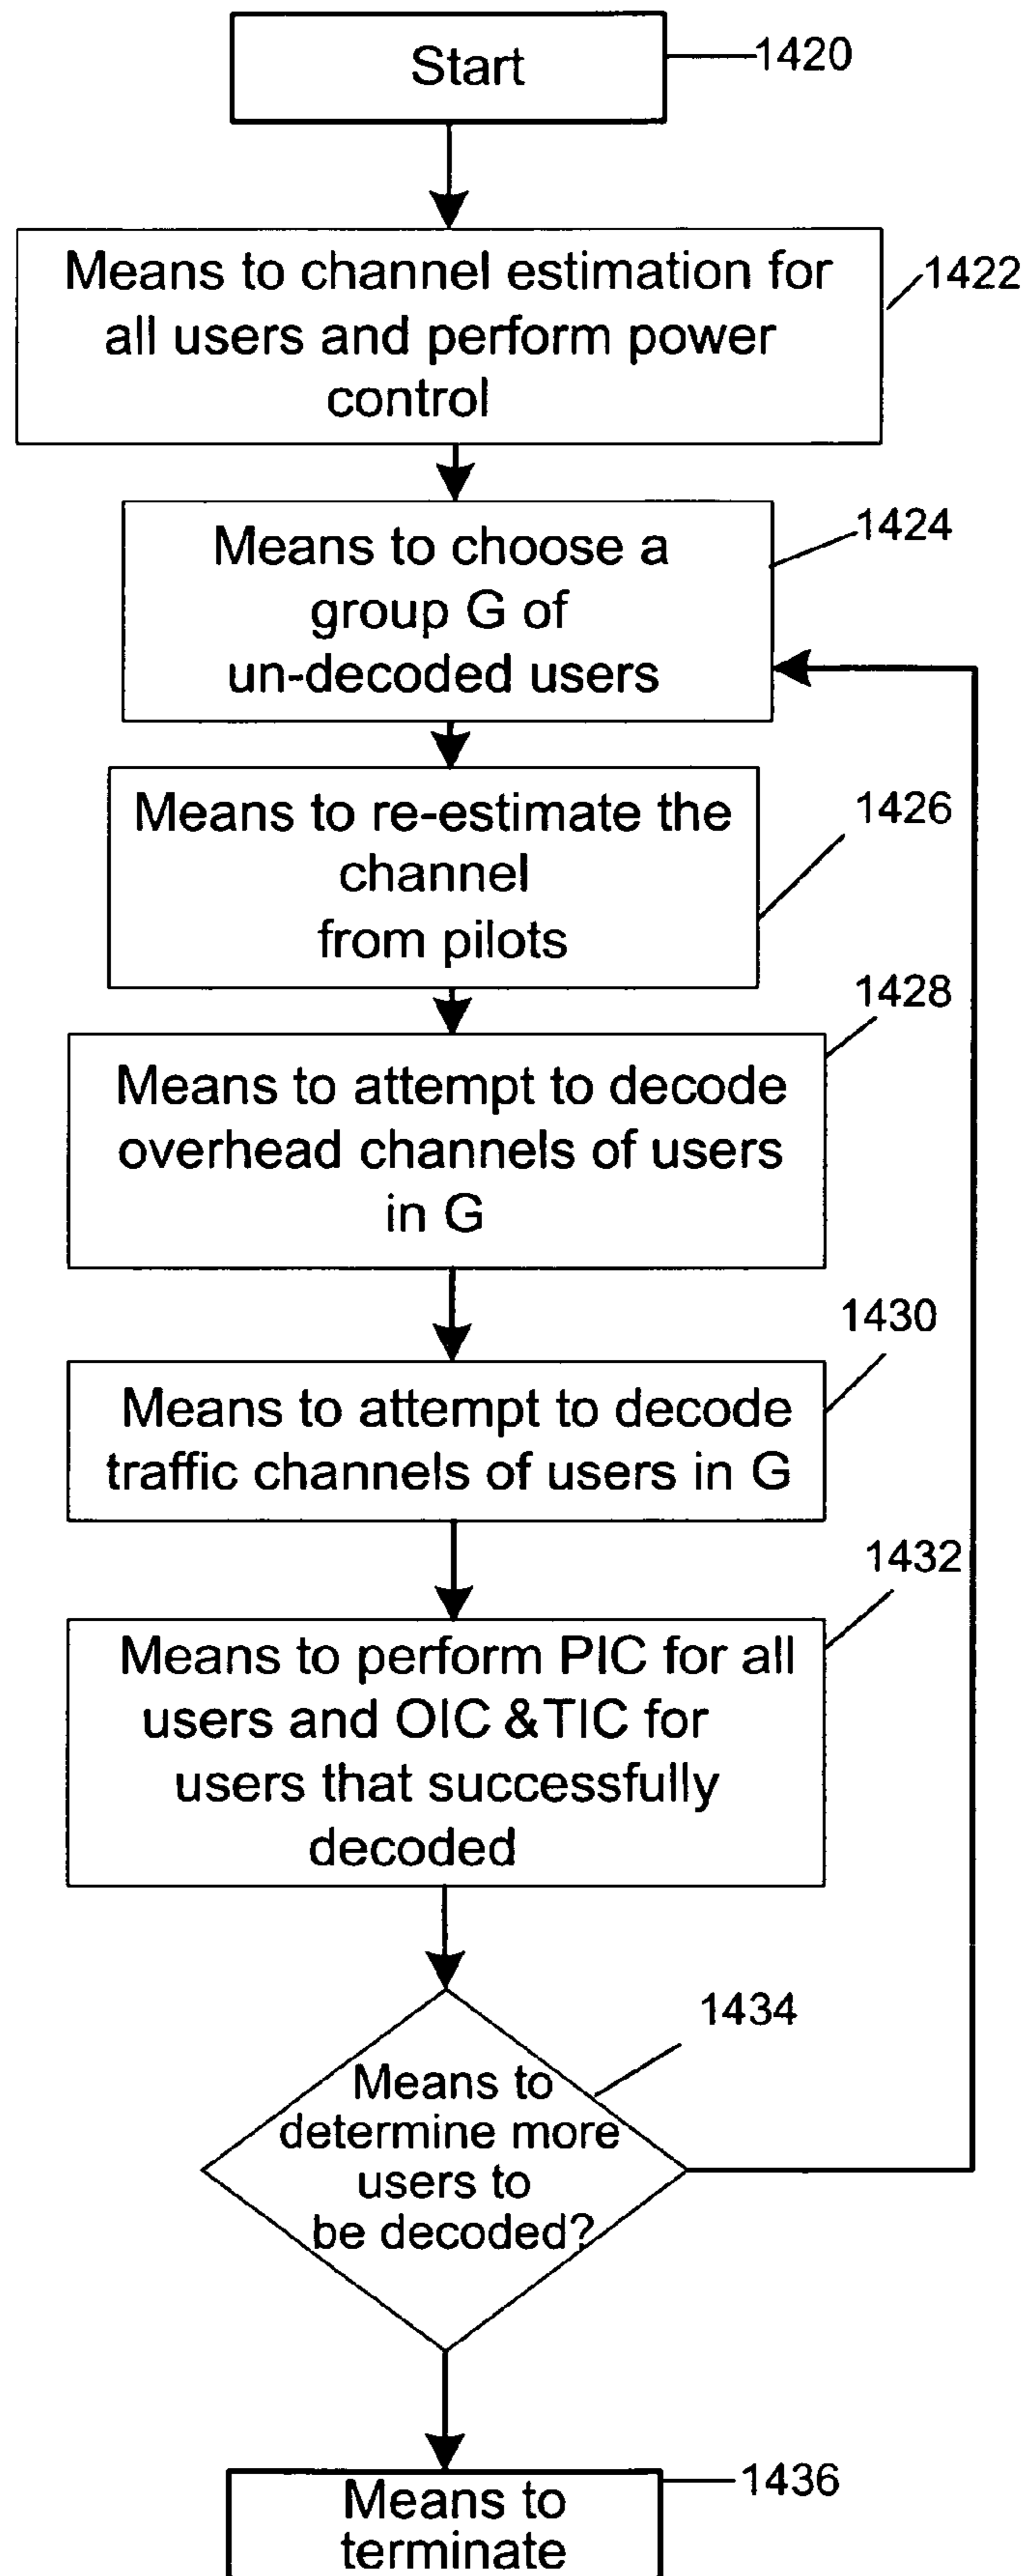 Start
1420
Means to channel estimation for
all users and perform power
control
1422
Means to choose a
group G of
un-decoded users
1424
Means to re-estimate the
channel
from pilots
1426
Means to attempt to decode
overhead channels of users
in G
1428
Means to attempt to decode
traffic channels of users in G
1430
Means to perform PIC for all
users and OIC &TIC for
users that successfully
decoded
1432
Means to
determine more
users to
be decoded?
1434
Means to
terminate
1436